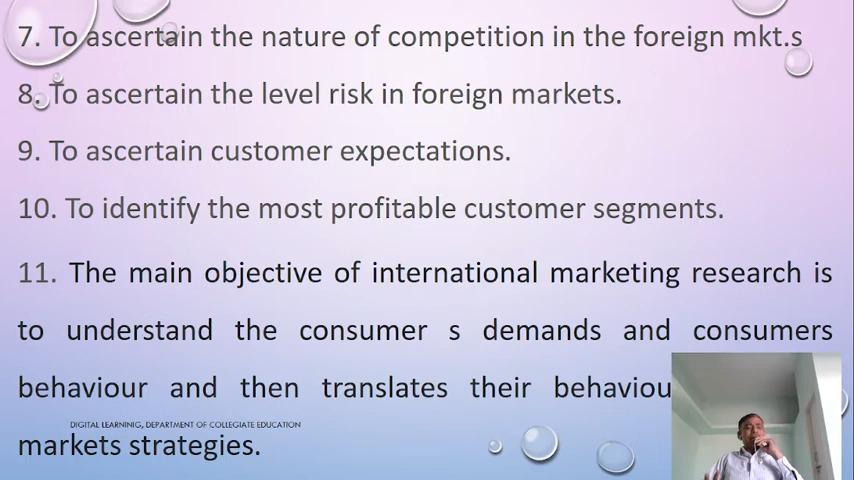 7. To ascertain the nature of competition in the foreign mkt.s
8. To ascertain the level risk in foreign markets.
9. To ascertain customer expectations.
10. To identify the most profitable customer segments.
11. The main objective of international marketing research is
to understand the consumer s demands and consumers
behaviour and then translates their
DIGITAL LEARNINIG, DEPARTMENT OF COLLEGIATE EDUCATION
markets strategies.